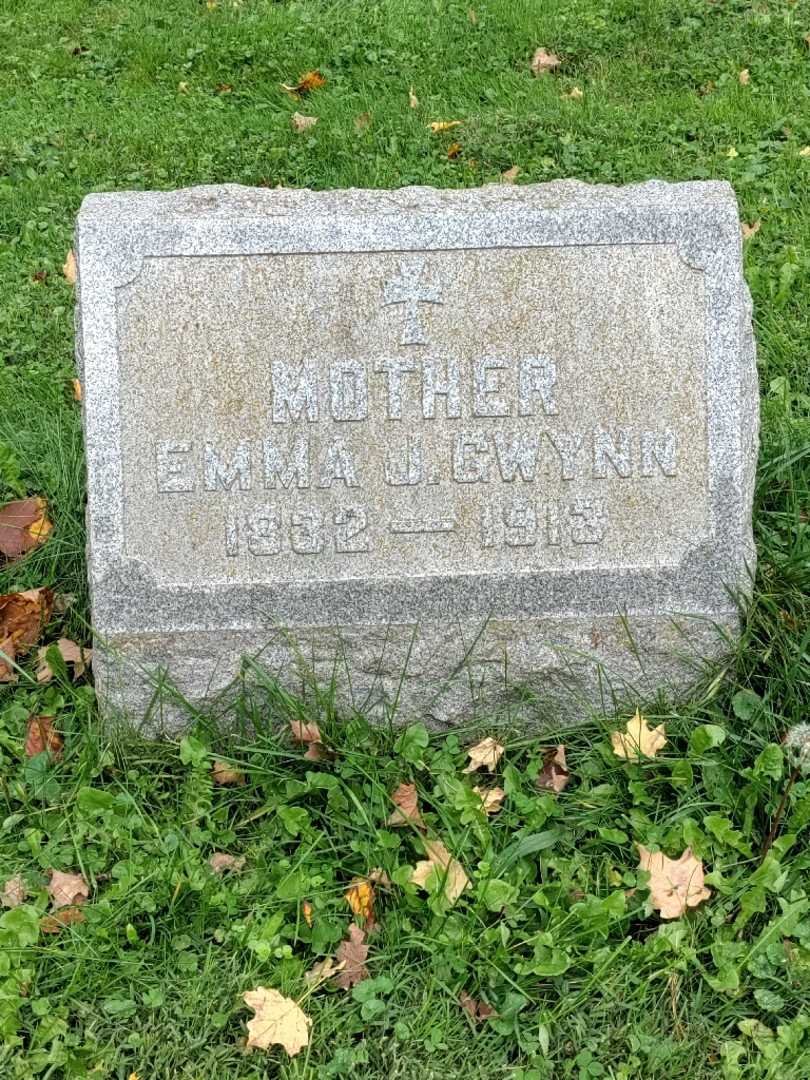 MOTHER
EMMA J. GWYNN
1832 — 1913